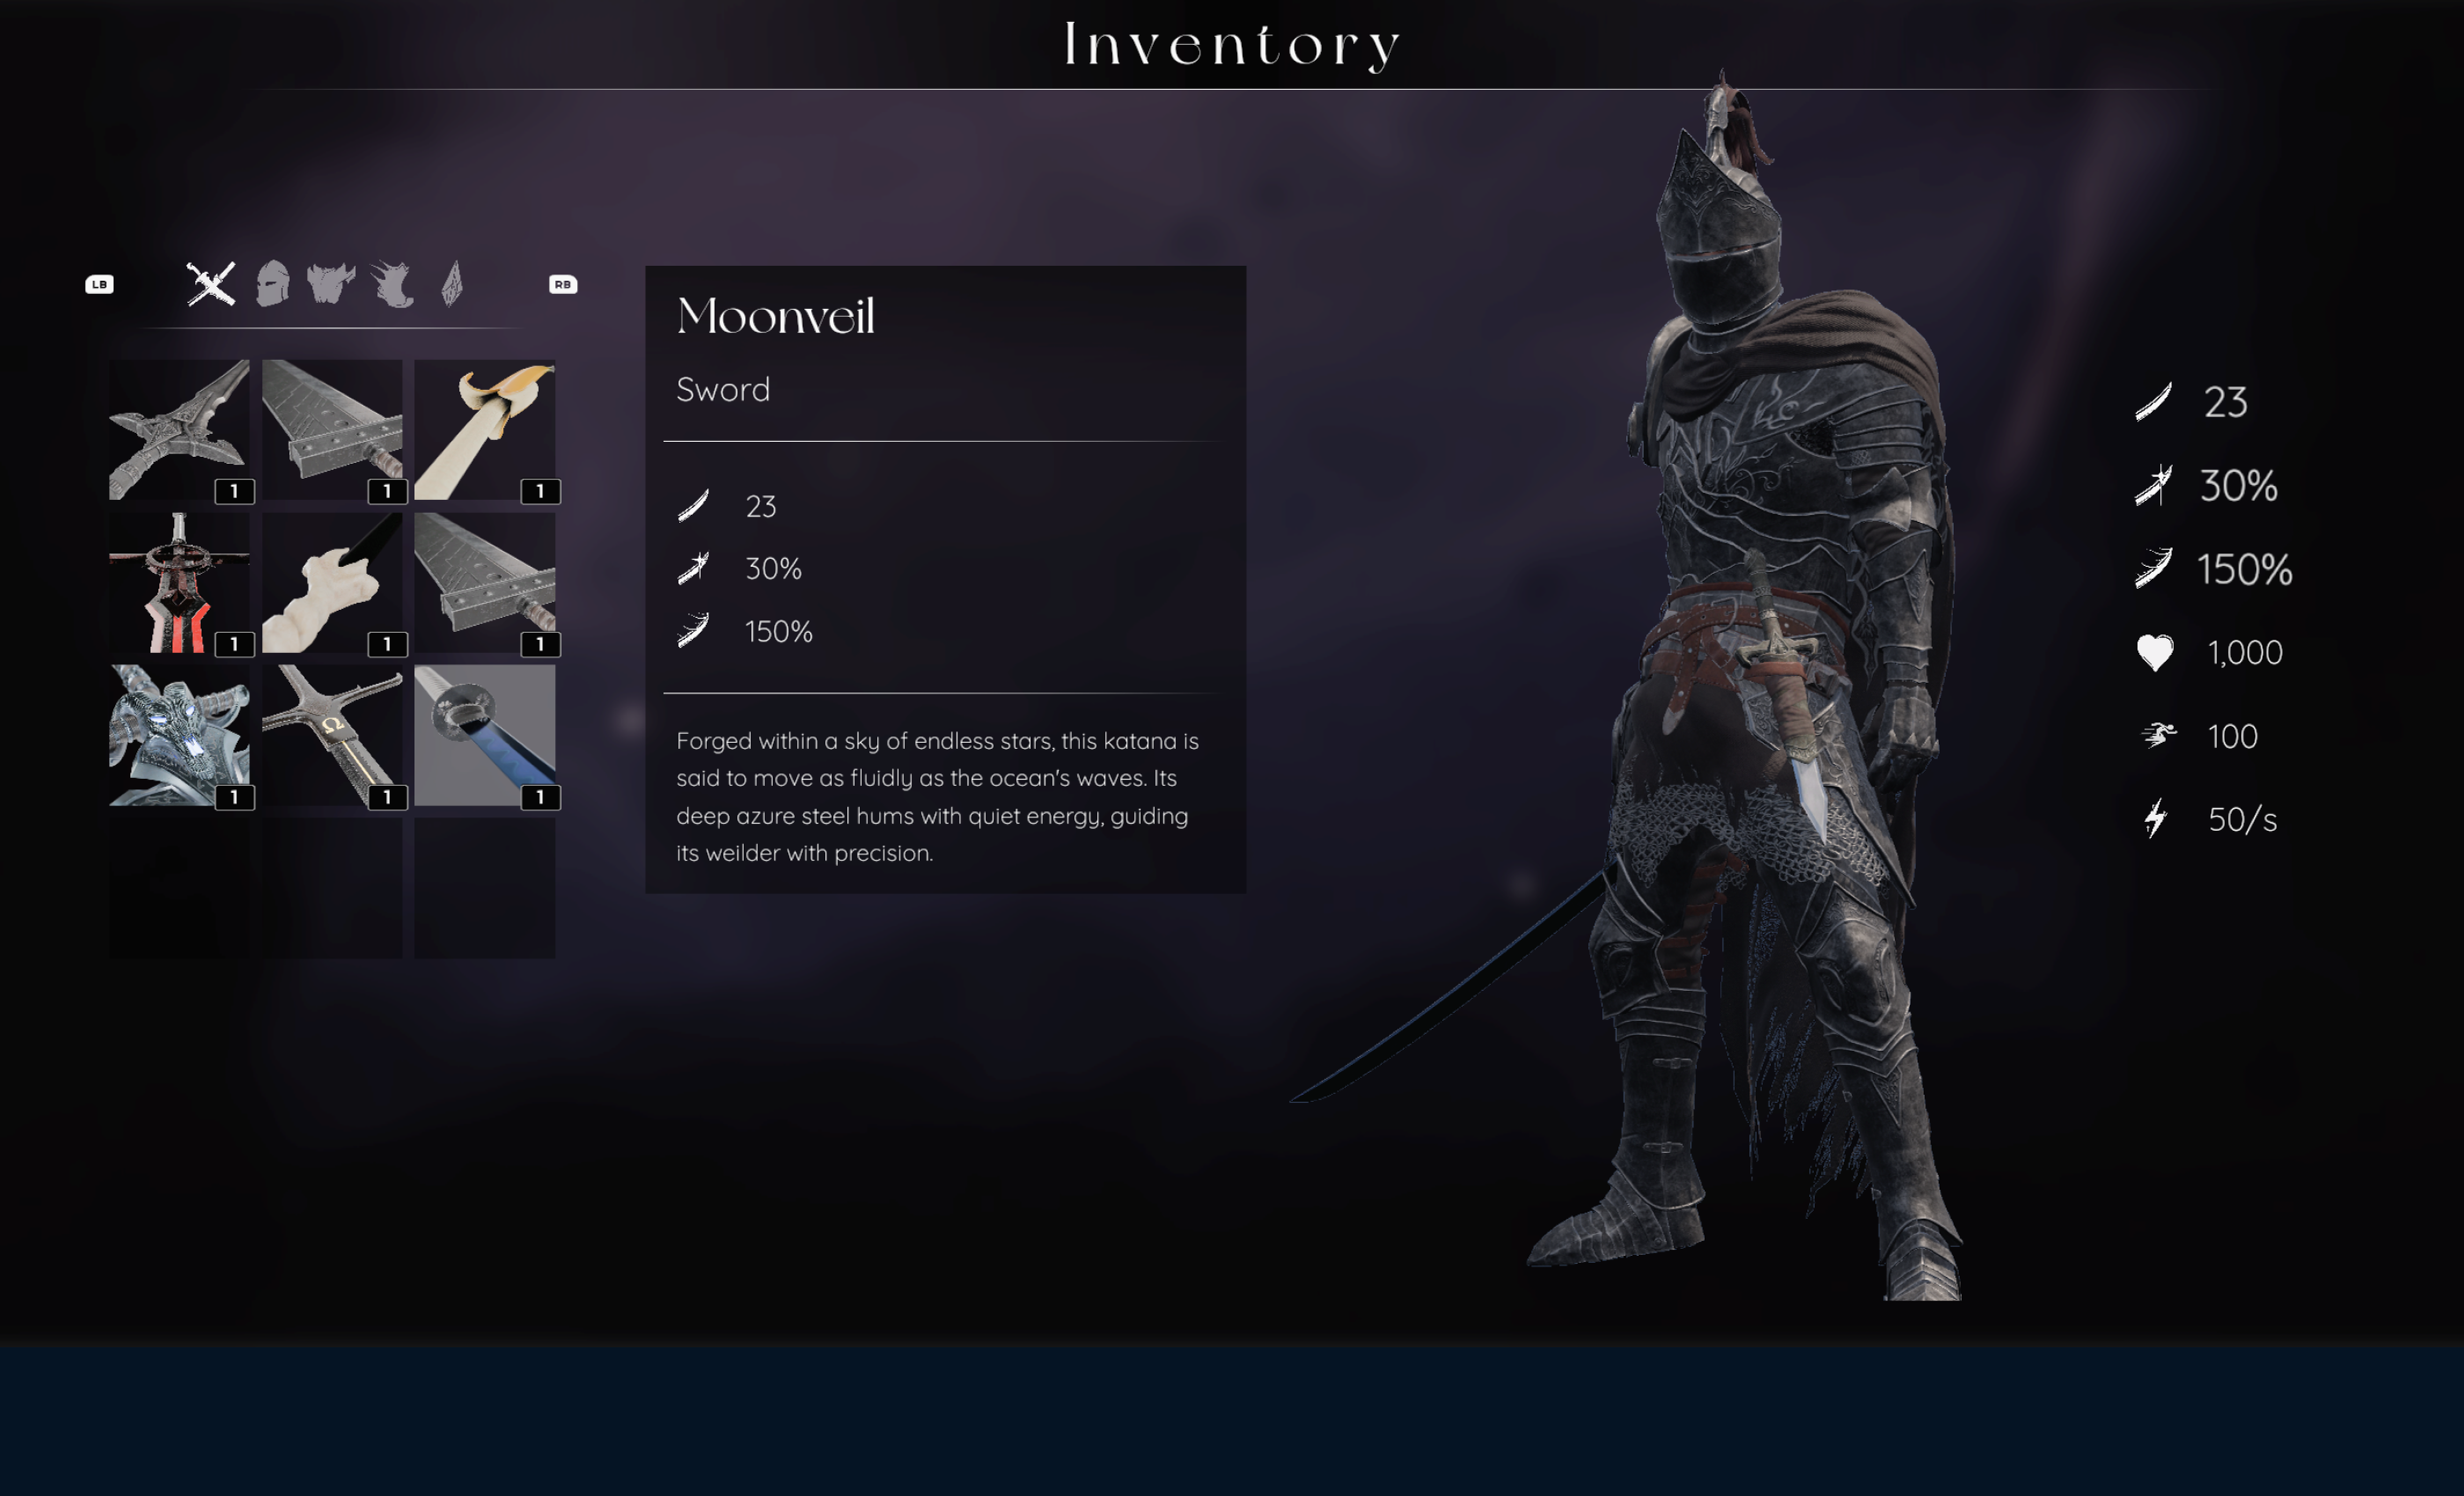 Inventory
LB
RB
Moonveil
Sword
23
30%
150%
Forged within a sky of endless stars, this katana is
said to move as fluidly as the ocean's waves. Its
deep azure steel hums with quiet energy, guiding
its weilder with precision.
1
1
1
1
1
1
Ω
1
1
1
23
30%
150%
1,000
100
50/s